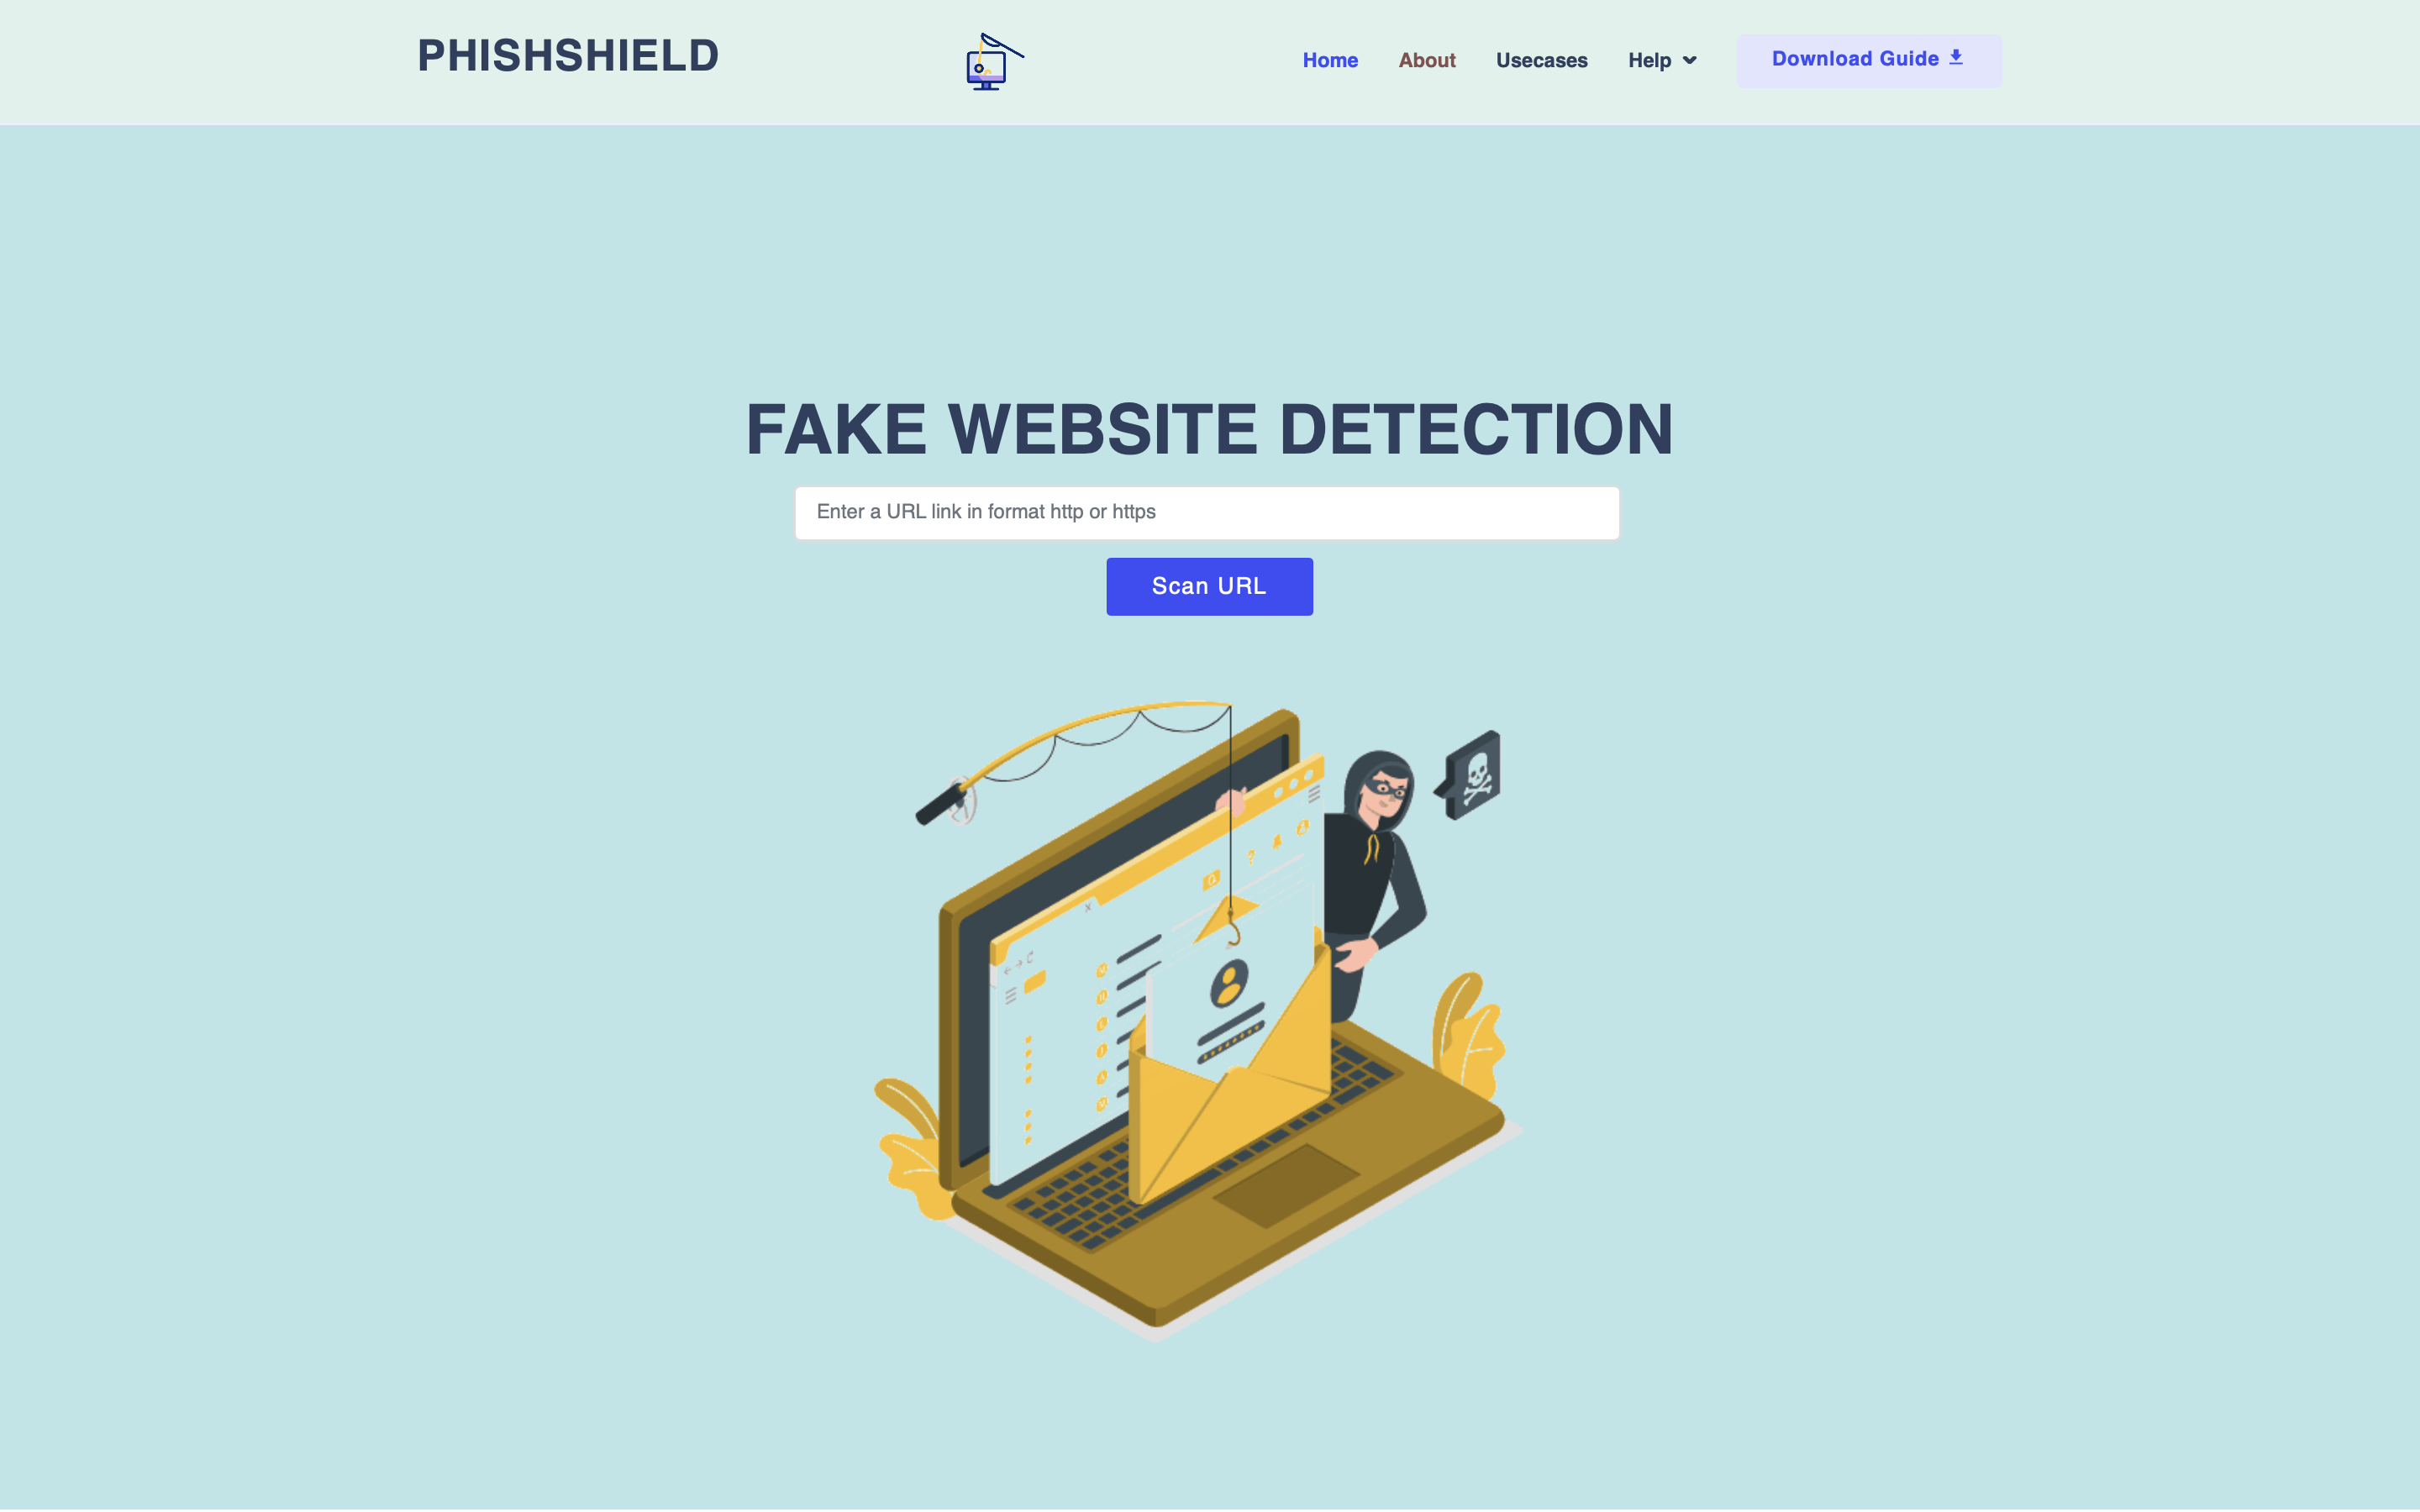 PHISHSHIELD
Home About Usecases Help Download Guide
FAKE WEBSITE DETECTION
Enter a URL link in format http or https
Scan URL